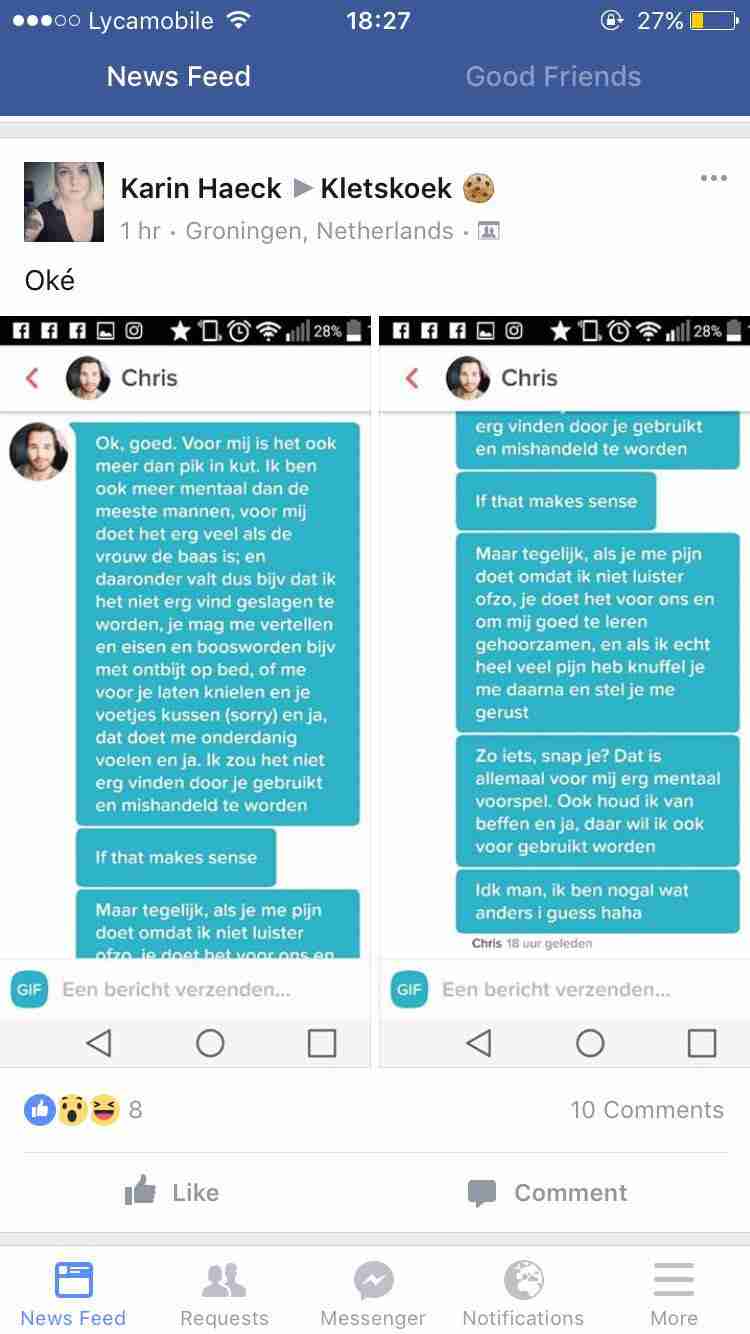 Lycamobile 18:27 27%
News Feed Good Friends
Karin Haeck ▶ Kletskoek
1 hr · Groningen, Netherlands ·
Oké
28%
Chris
Ok, goed. Voor mij is het ook
meer dan pik in kut. Ik ben
ook meer mentaal dan de
meeste mannen, voor mij
doet het erg veel als de
vrouw de baas is; en
daaronder valt dus bijv dat ik
het niet erg vind geslagen te
worden, je mag me vertellen
en eisen en boosworden bijv
met ontbijt op bed, of me
voor je laten knielen en je
voetjes kussen (sorry) en ja,
dat doet me onderdanig
voelen en ja. Ik zou het niet
erg vinden door je gebruikt
en mishandeld te worden
If that makes sense
Maar tegelijk, als je me pijn
doet omdat ik niet luister
ofzo, je doet het voor ons en
GIF Een bericht verzenden...
28%
Chris
erg vinden door je gebruikt
en mishandeld te worden
If that makes sense
Maar tegelijk, als je me pijn
doet omdat ik niet luister
ofzo, je doet het voor ons en
om mij goed te leren
gehoorzamen, en als ik echt
heel veel pijn heb knuffel je
me daarna en stel je me
gerust
Zo iets, snap je? Dat is
allemaal voor mij erg mentaal
voorspel. Ook houd ik van
beffen en ja, daar wil ik ook
voor gebruikt worden
Idk man, ik ben nogal wat
anders i guess haha
Chris 18 uur geleden
GIF Een bericht verzenden...
8 10 Comments
Like Comment
News Feed Requests Messenger Notifications More